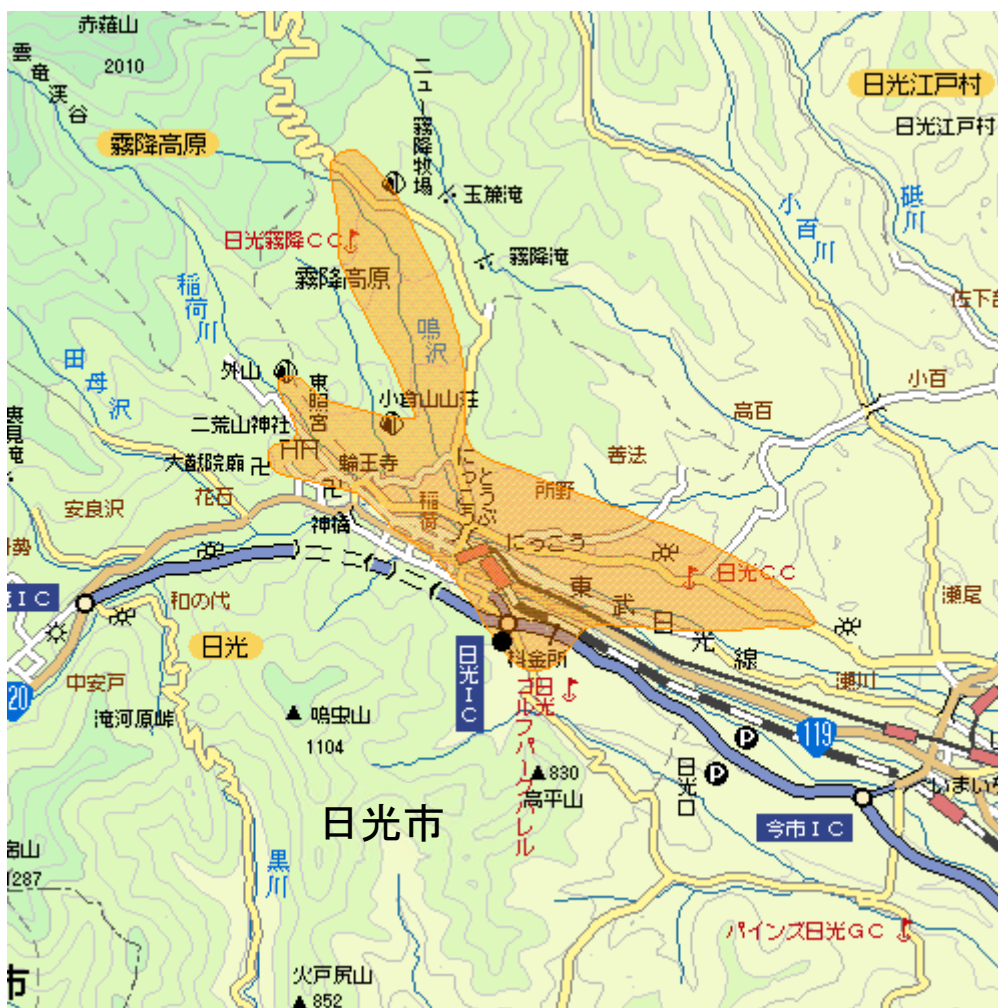 赤薙山
2010
雲竜渓谷
霧降高原
ニュー霧降牧場
玉簾滝
日光江戸村
日光江戸村
砥川
小百川
日光霧降CC
霧降高原
霧降滝
稲荷川
鳴沢
佐下部
田母沢
外山
東照宮
小倉山山荘
小百
二荒山神社
高百
大猷院廟
輪王寺
善法
所野
花石
安良沢
稲荷
とうぶ
にっこう
神橋
にっこう
日光CC
東武日光線
瀬尾
和の代
日光
料金所
日光IC
瀬川
中安戸
20
滝河原峠
鳴虫山
1104
日光
ゴルフパークバレル
119
830
高平山
日光口
今市IC
日光市
黒川
1287
パインズ日光GC
火戸尻山
852
市